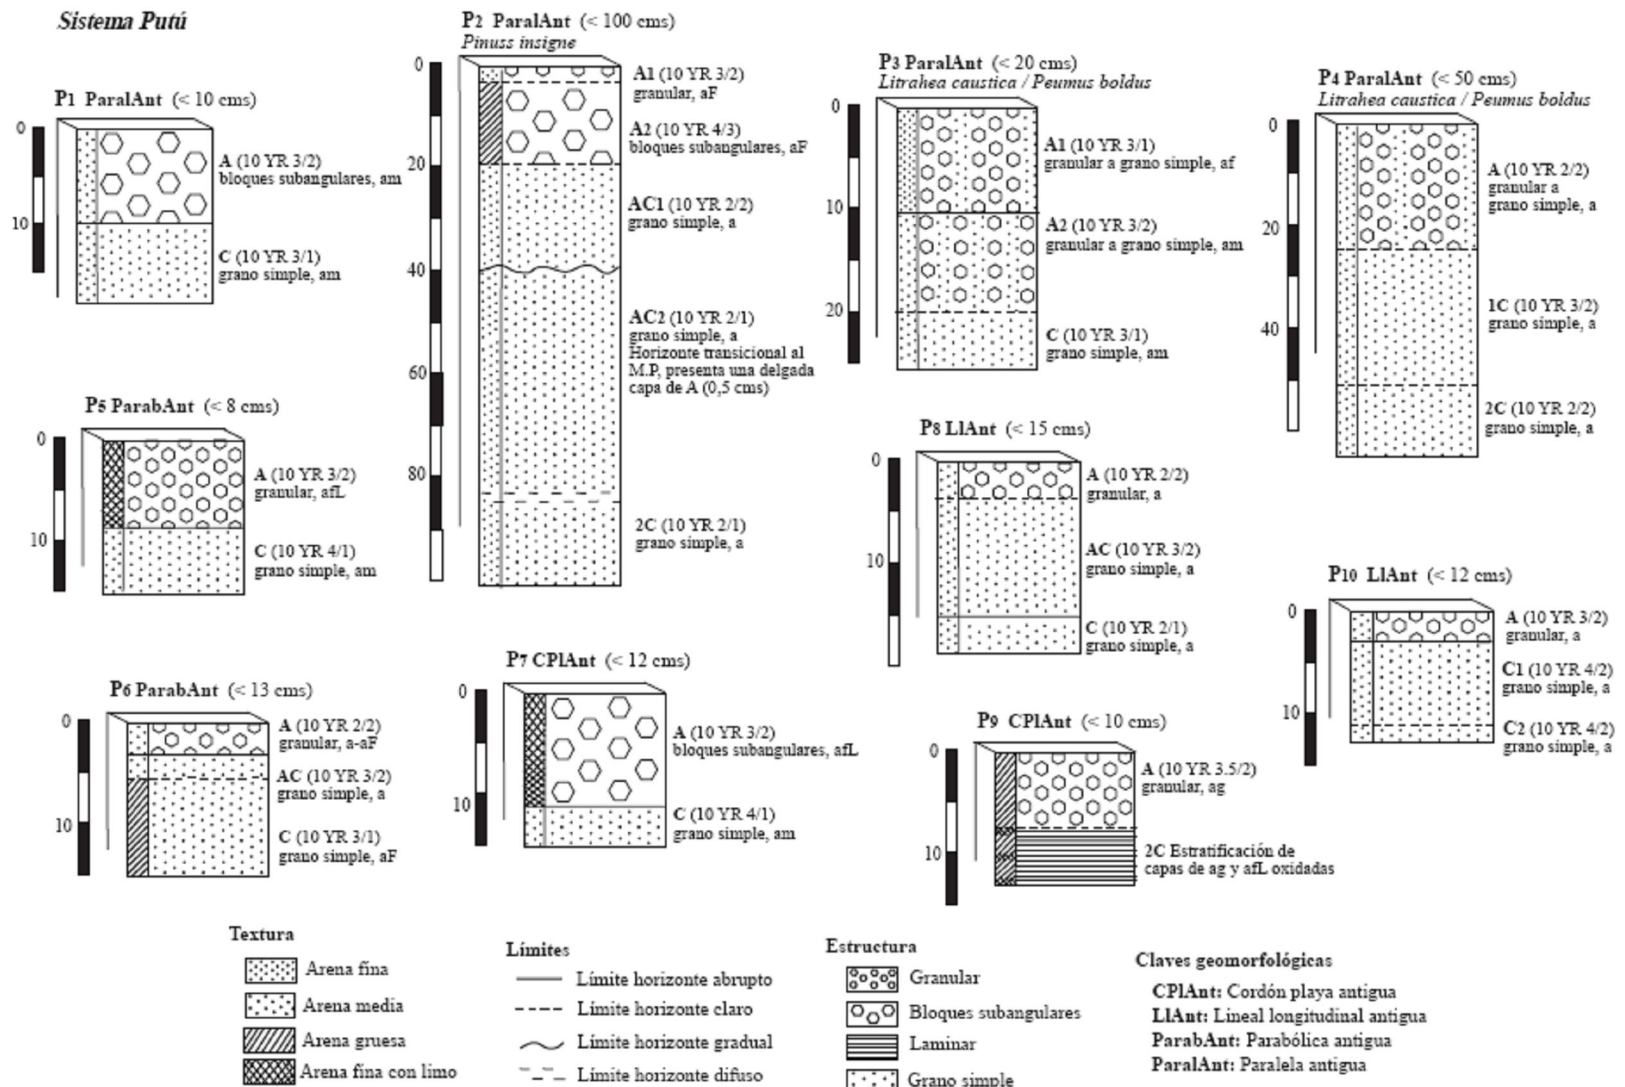 Sistema Putú
P1 ParalAnt (< 10 cms)
0
10
A (10 YR 3/2)
bloques subangulares, am
C (10 YR 3/1)
grano simple, am
P2 ParalAnt (< 100 cms)
Pinuss insigne
0
20
40
60
80
A1 (10 YR 3/2)
granular, aF
A2 (10 YR 4/3)
bloques subangulares, aF
AC1 (10 YR 2/2)
grano simple, a
AC2 (10 YR 2/1)
grano simple, a
Horizonte transicional al
M.P, presenta una delgada
capa de A (0,5 cms)
2C (10 YR 2/1)
grano simple, a
P3 ParalAnt (< 20 cms)
Litrahea caustica / Peumus boldus
0
10
20
A1 (10 YR 3/1)
granular a grano simple, af
A2 (10 YR 3/2)
granular a grano simple, am
C (10 YR 3/1)
grano simple, am
P4 ParalAnt (< 50 cms)
Litrahea caustica / Peumus boldus
0
20
40
A (10 YR 2/2)
granular a
grano simple, a
1C (10 YR 3/2)
grano simple, a
2C (10 YR 2/2)
grano simple, a
P5 ParabAnt (< 8 cms)
0
10
A (10 YR 3/2)
granular, afL
C (10 YR 4/1)
grano simple, am
P6 ParabAnt (< 13 cms)
0
10
A (10 YR 2/2)
granular, a-aF
AC (10 YR 3/2)
grano simple, a
C (10 YR 3/1)
grano simple, aF
P7 CPlAnt (< 12 cms)
0
10
A (10 YR 3/2)
bloques subangulares, afL
C (10 YR 4/1)
grano simple, am
P8 LlAnt (< 15 cms)
0
10
A (10 YR 2/2)
granular, a
AC (10 YR 3/2)
grano simple, a
C (10 YR 2/1)
grano simple, a
P9 CPlAnt (< 10 cms)
0
10
A (10 YR 3.5/2)
granular, ag
2C Estratificación de
capas de ag y afL oxidadas
P10 LlAnt (< 12 cms)
0
10
A (10 YR 3/2)
granular, a
C1 (10 YR 4/2)
grano simple, a
C2 (10 YR 4/2)
grano simple, a
Textura
Arena fína
Arena media
Arena gruesa
Arena fína con limo
Límites
Límite horizonte abrupto
Límite horizonte claro
Límite horizonte gradual
Límite horizonte difuso
Estructura
Granular
Bloques subangulares
Laminar
Grano simple
Claves geomorfológicas
CPlAnt: Cordón playa antigua
LlAnt: Lineal longitudinal antigua
ParabAnt: Parabólica antigua
ParalAnt: Paralela antigua